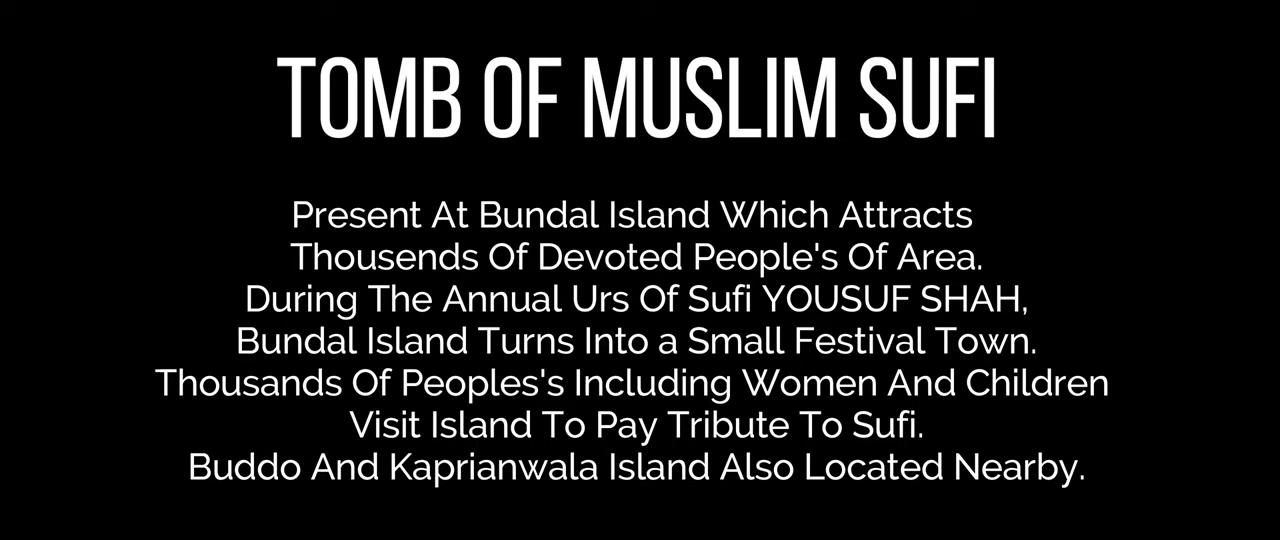 TOMB OF MUSLIM SUFI
Present At Bundal Island Which Attracts
Thousends Of Devoted People's Of Area.
During The Annual Urs Of Sufi YOUSUF SHAH,
Bundal Island Turns Into a Small Festival Town.
Thousands Of Peoples's Including Women And Children
Visit Island To Pay Tribute To Sufi.
Buddo And Kaprianwala Island Also Located Nearby.